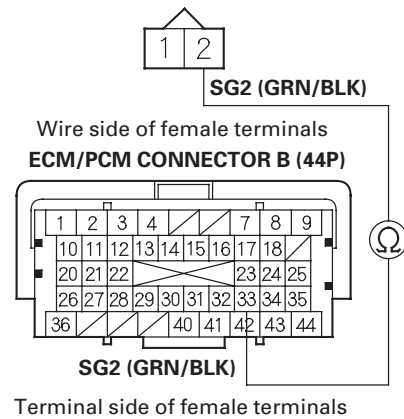 1 2
SG2 (GRN/BLK)
Wire side of female terminals
ECM/PCM CONNECTOR B (44P)
1 2 3 4 7 8 9
10 11 12 13 14 15 16 17 18
Ω
20 21 22 23 24 25
26 27 28 29 30 31 32 33 34 35
36 40 41 42 43 44
SG2 (GRN/BLK)
Terminal side of female terminals